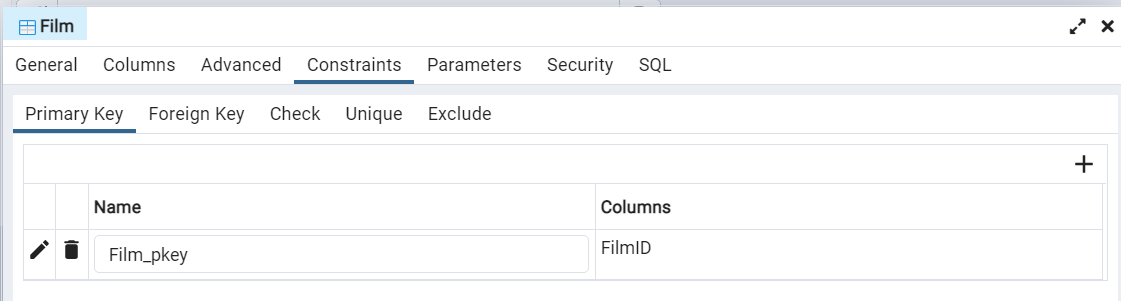 Film
General Columns Advanced Constraints Parameters Security SQL
Primary Key Foreign Key Check Unique Exclude
Name Columns
Film_pkey FilmID